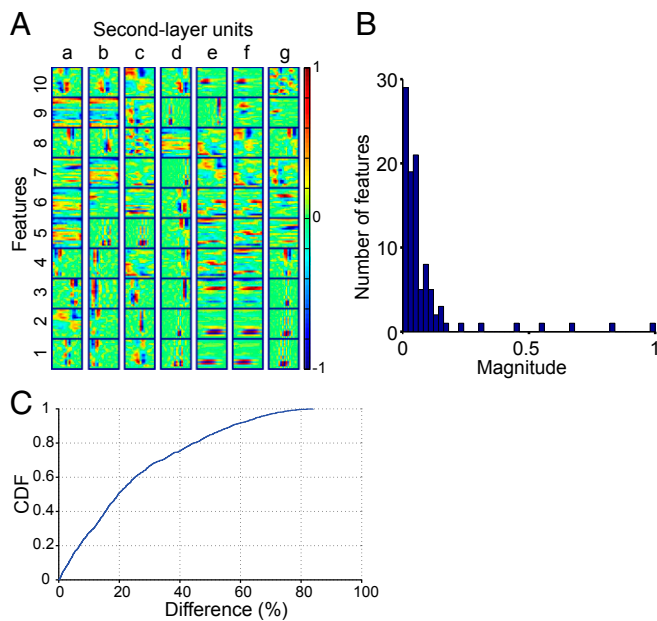 A
Second-layer units
a b c d e f g
Features
10
9
8
7
6
5
4
3
2
1
1
0
-1
B
Number of features
30
20
10
0
0 0.5 1
Magnitude
C
CDF
1
0.8
0.6
0.4
0.2
0
0 20 40 60 80 100
Difference (%)